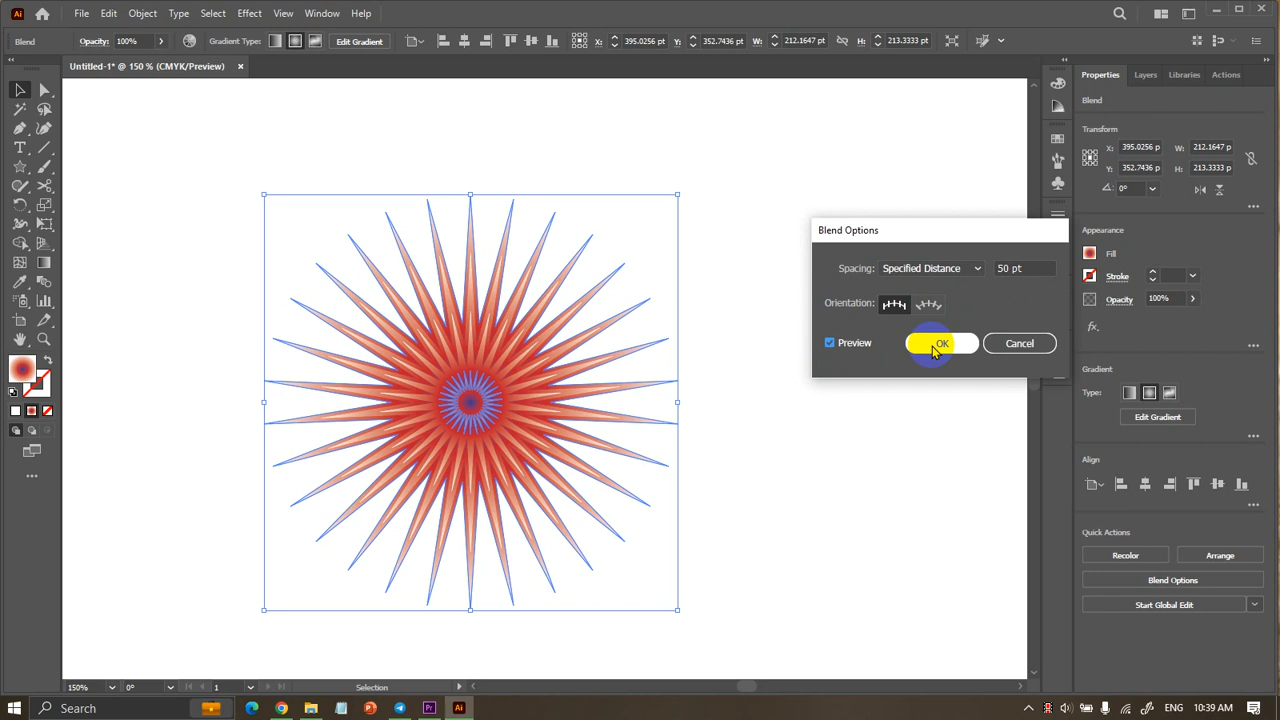 Ai File Edit Object Type Select Effect View Window Help
Blend Opacity: 100% Gradient Type: Edit Gradient X: 395.0256 pt Y: 352.7436 pt W: 212.1647 pt H: 213.3333 pt
Untitled-1* @ 150 % (CMYK/Preview)
Properties Layers Libraries Actions
Blend
Transform
X: 395.0256 p W: 212.1647 p
Y: 352.7436 p H: 213.3333 p
0°
Appearance
Fill
Stroke
Opacity 100%
fx.
Gradient
Type:
Edit Gradient
Align
Quick Actions
Recolor Arrange
Blend Options
Start Global Edit
Blend Options
Spacing: Specified Distance 50 pt
Orientation:
Preview OK Cancel
150% 0° 1 Selection
Search Pr Ai 10:39 AM